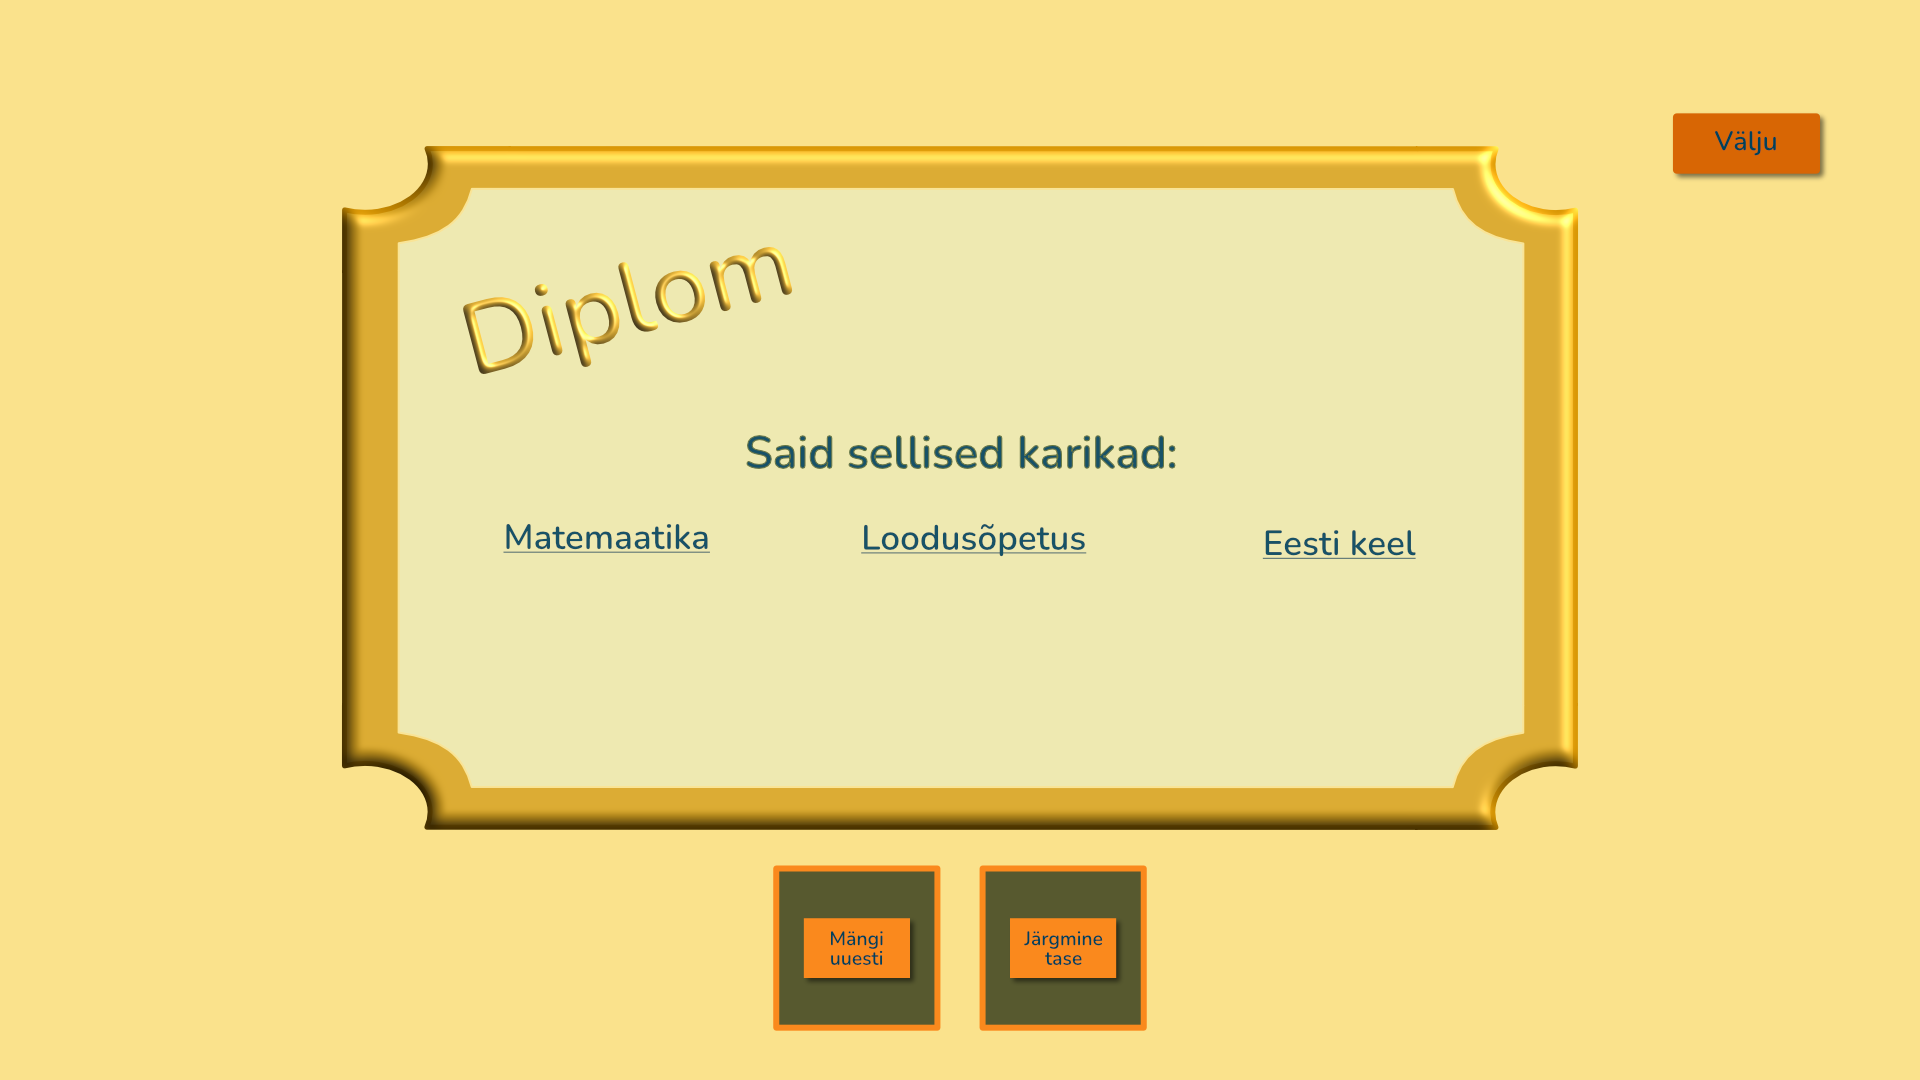 Välju
Diplom
Said sellised karikad:
Matemaatika
Loodusõpetus
Eesti keel
Mängi
uuesti
Järgmine
tase